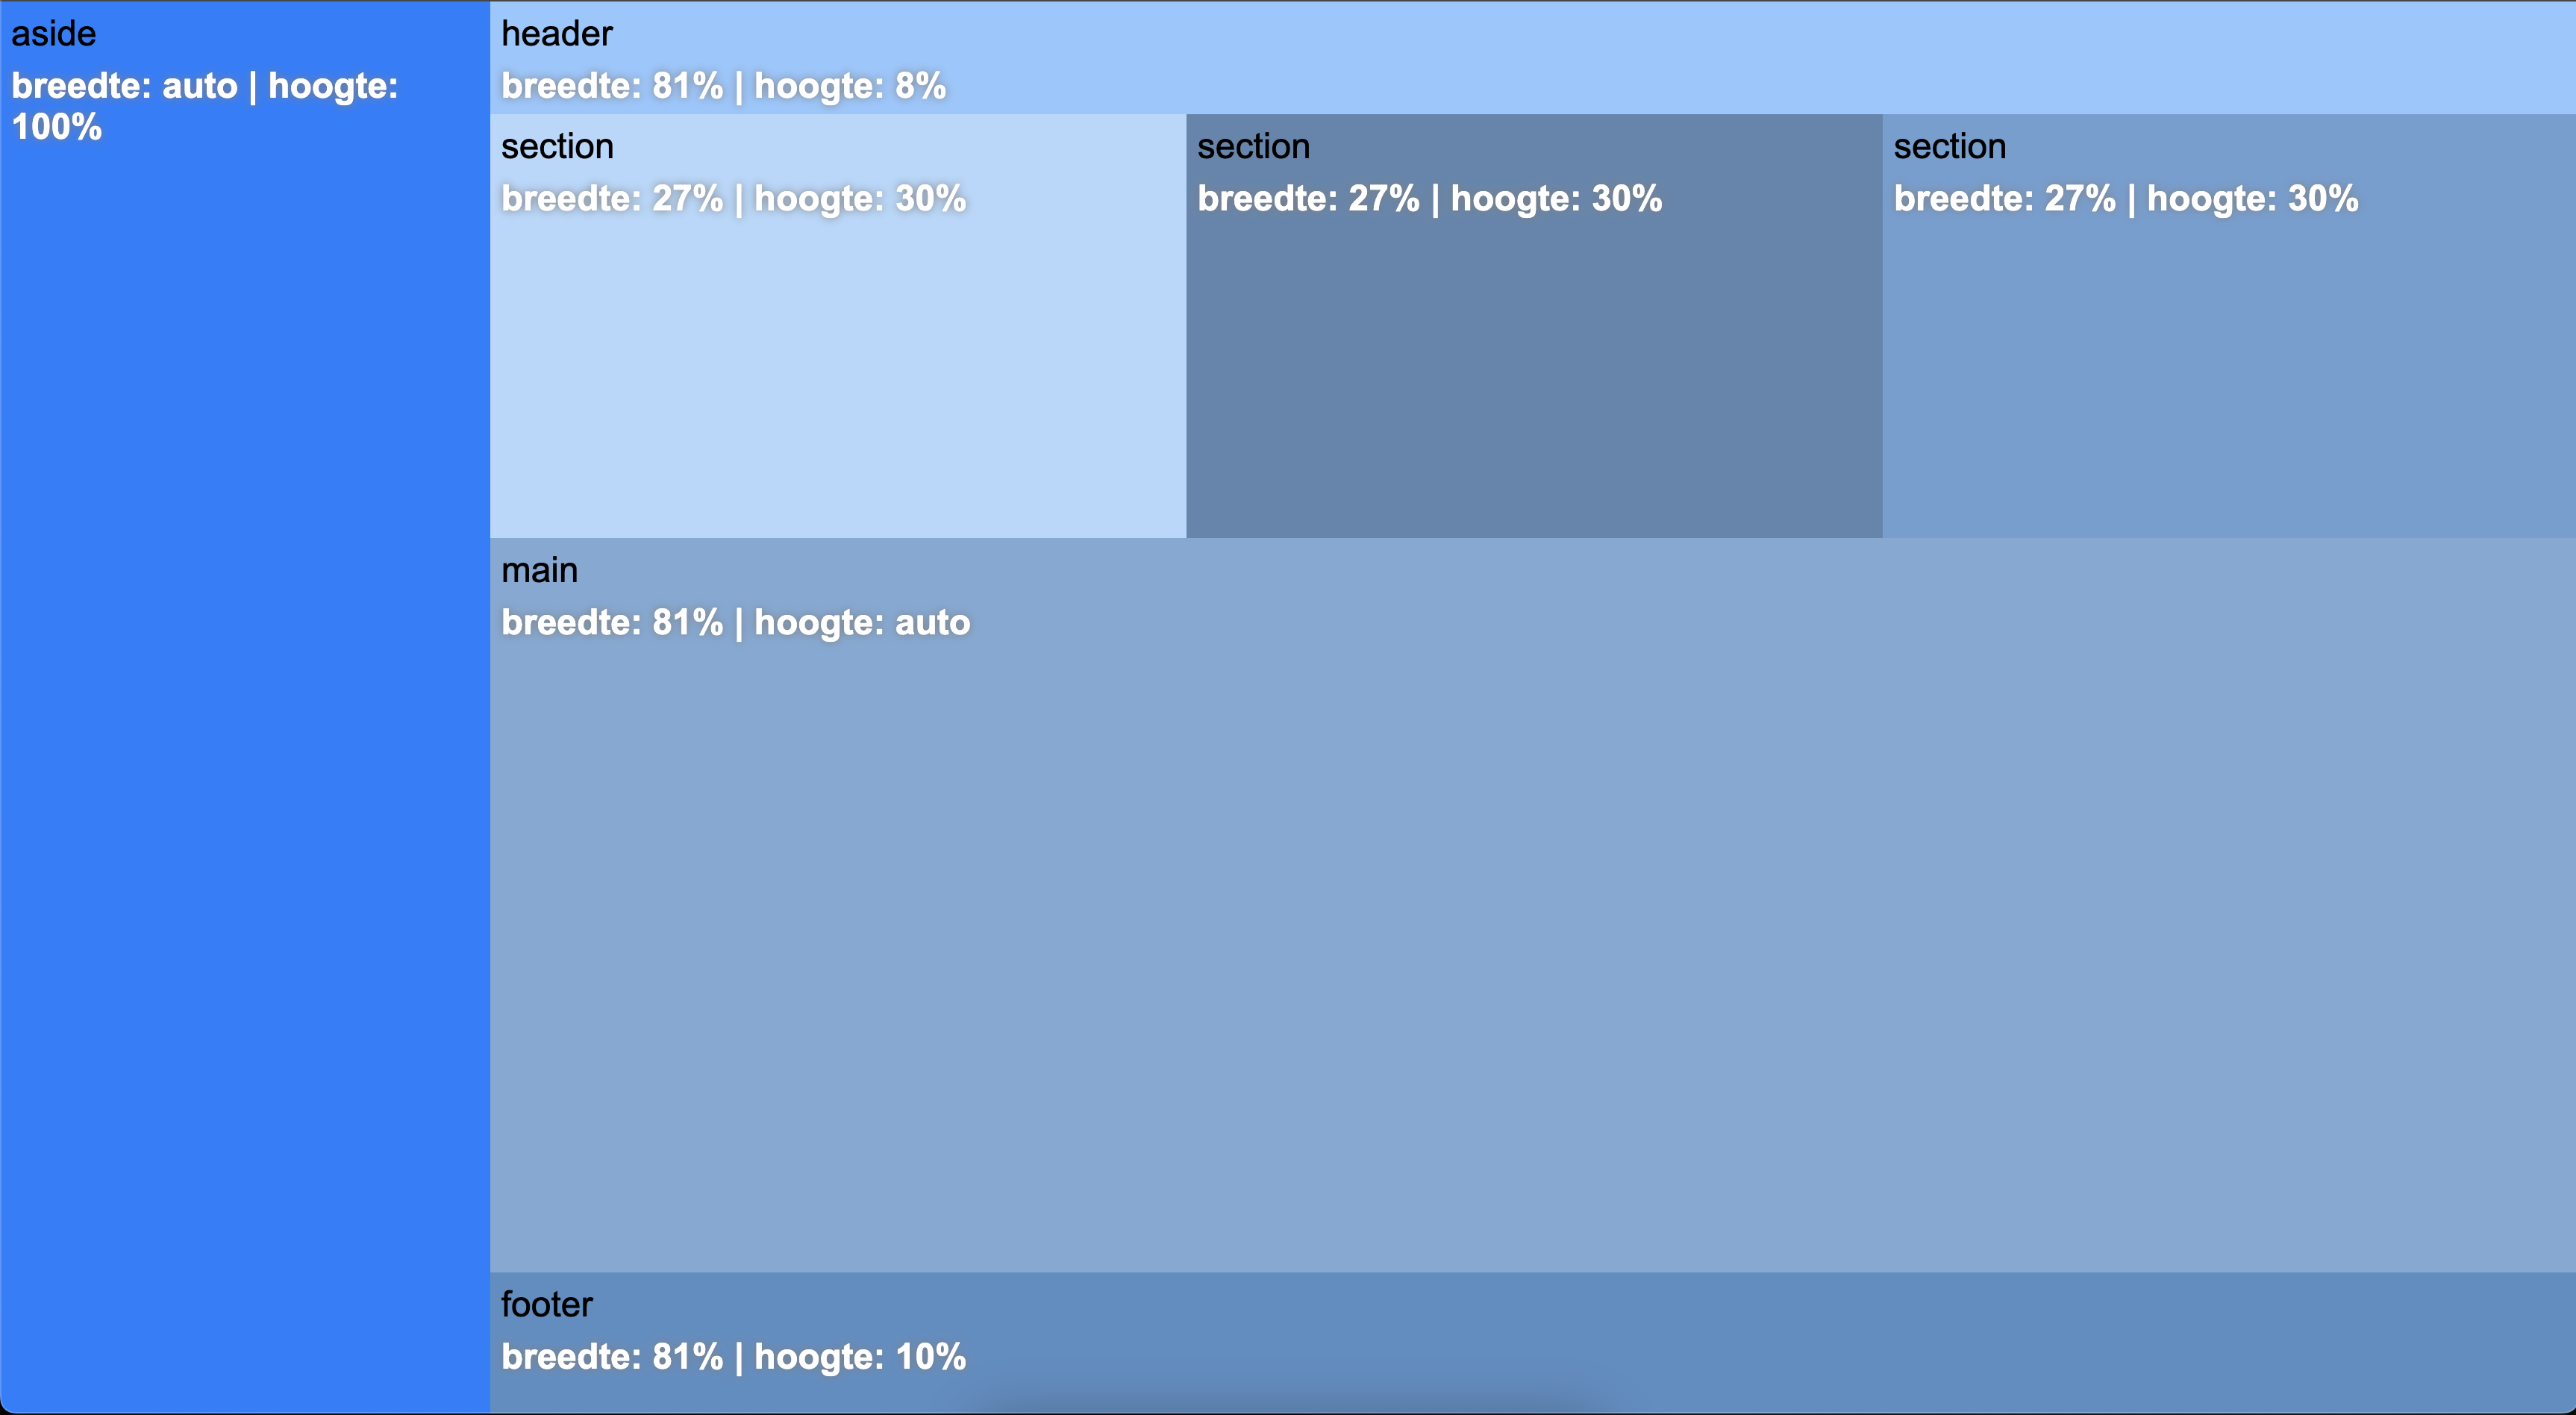 aside
breedte: auto | hoogte:
100%
header
breedte: 81% | hoogte: 8%
section
breedte: 27% | hoogte: 30%
section
breedte: 27% | hoogte: 30%
section
breedte: 27% | hoogte: 30%
main
breedte: 81% | hoogte: auto
footer
breedte: 81% | hoogte: 10%